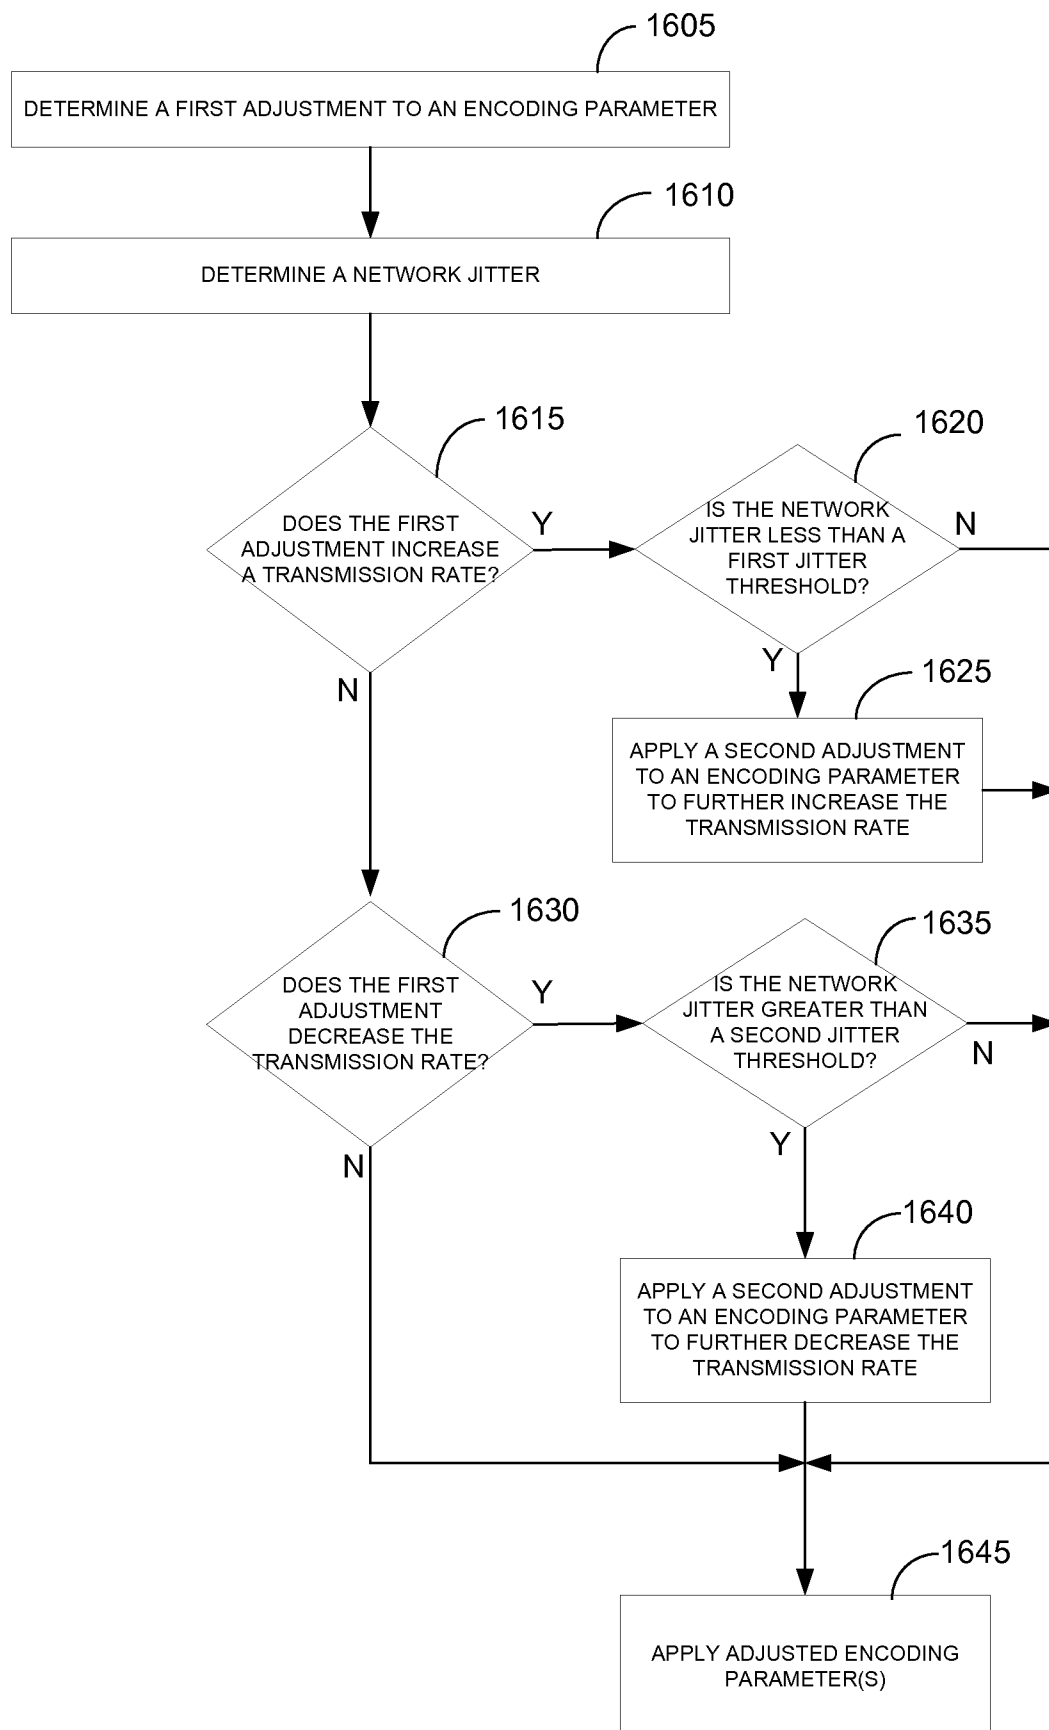 1605
DETERMINE A FIRST ADJUSTMENT TO AN ENCODING PARAMETER
1610
DETERMINE A NETWORK JITTER
1615
DOES THE FIRST
ADJUSTMENT INCREASE
A TRANSMISSION RATE?
Y
N
1620
IS THE NETWORK
JITTER LESS THAN A
FIRST JITTER
THRESHOLD?
N
Y
1625
APPLY A SECOND ADJUSTMENT
TO AN ENCODING PARAMETER
TO FURTHER INCREASE THE
TRANSMISSION RATE
1630
DOES THE FIRST
ADJUSTMENT
DECREASE THE
TRANSMISSION RATE?
Y
N
1635
IS THE NETWORK
JITTER GREATER THAN
A SECOND JITTER
THRESHOLD?
N
Y
1640
APPLY A SECOND ADJUSTMENT
TO AN ENCODING PARAMETER
TO FURTHER DECREASE THE
TRANSMISSION RATE
1645
APPLY ADJUSTED ENCODING
PARAMETER(S)